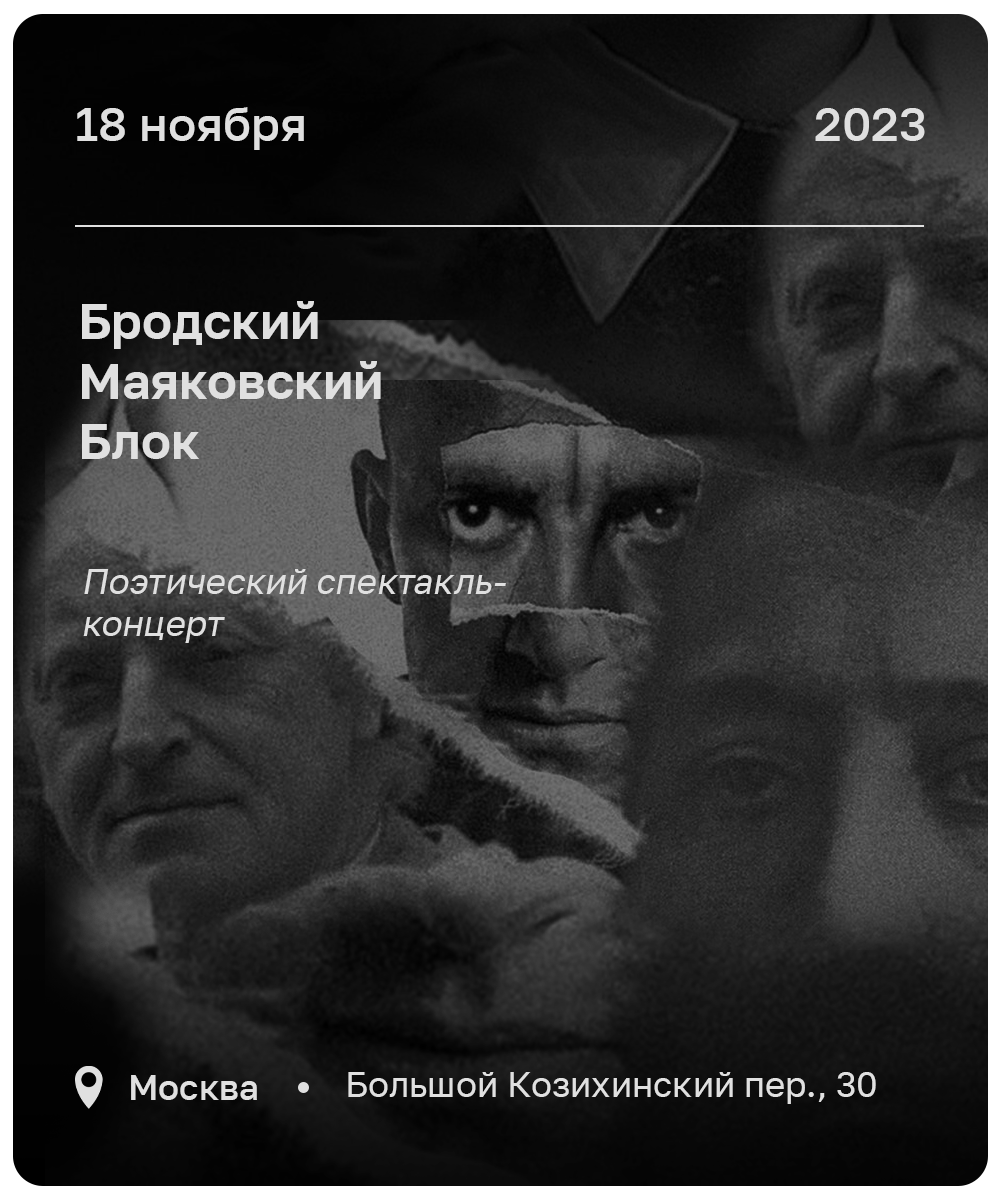 18 ноября
2023
Бродский
Маяковский
Блок
Поэтический спектакль-
концерт
Москва • Большой Козихинский пер., 30